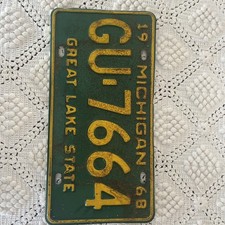 19 MICHIGAN 68
GU-7664
GREAT LAKE STATE